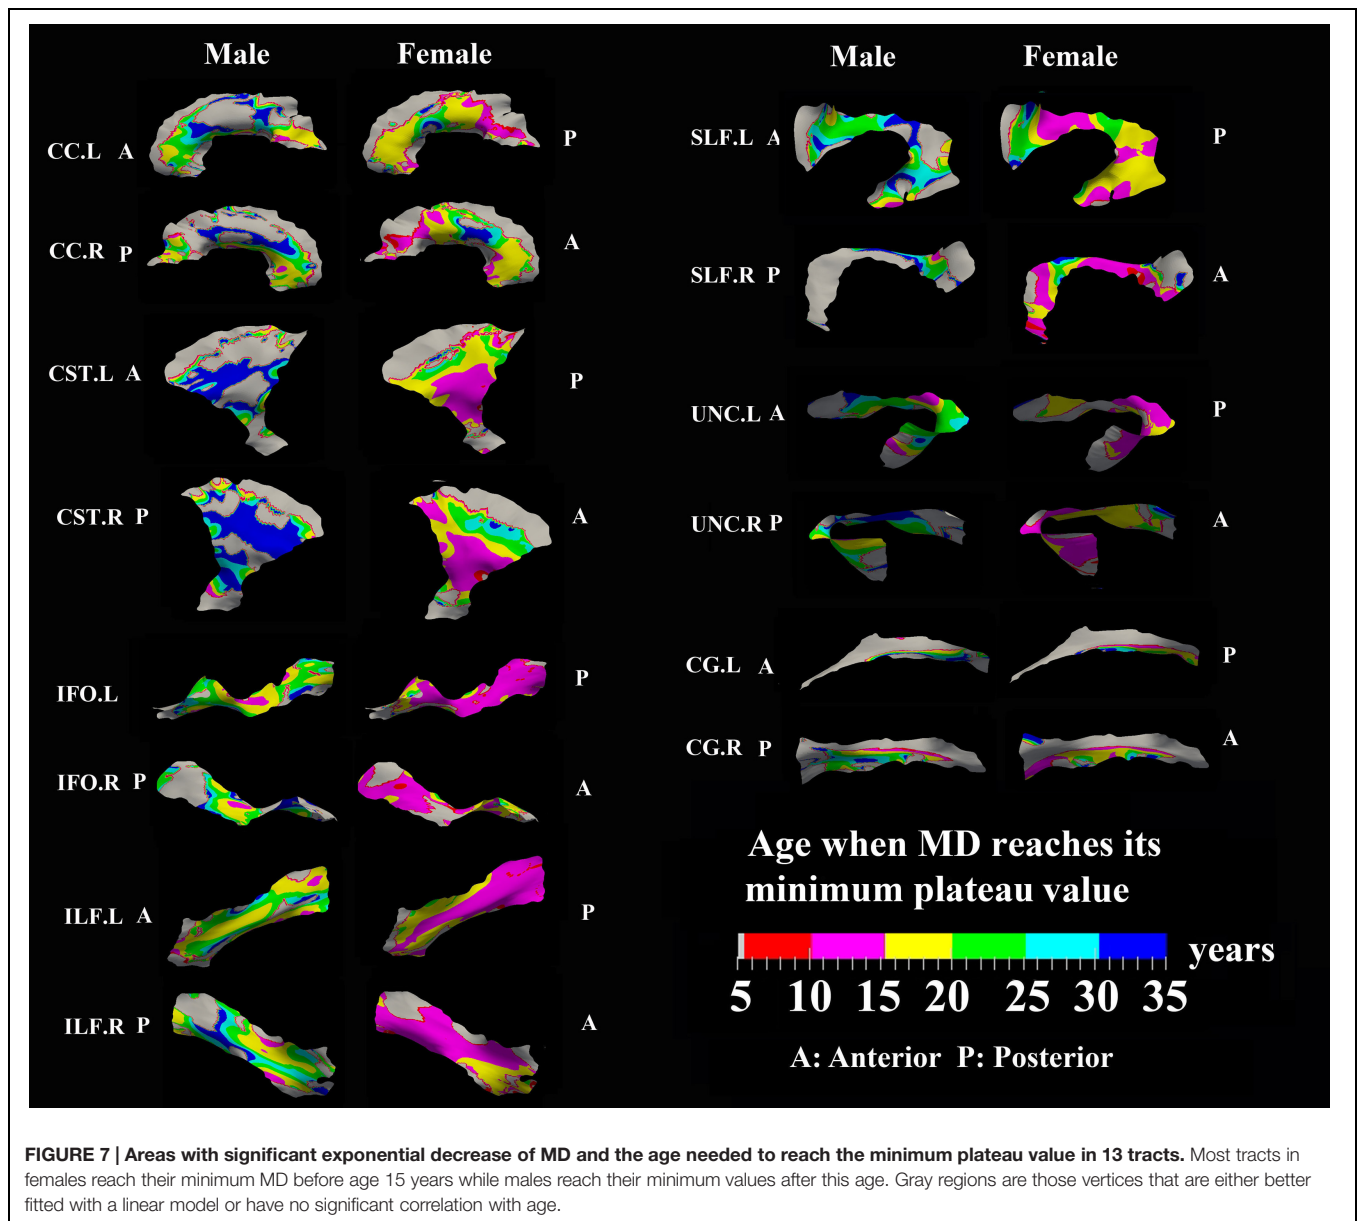 Male Female
CC.L A P
CC.R P A
CST.L A P
CST.R P A
IFO.L P
IFO.R P A
ILF.L A P
ILF.R P A
Male Female
SLF.L A P
SLF.R P A
UNC.L A P
UNC.R P A
CG.L A P
CG.R P A
Age when MD reaches its
minimum plateau value
years
5 10 15 20 25 30 35
A: Anterior P: Posterior
FIGURE 7 | Areas with significant exponential decrease of MD and the age needed to reach the minimum plateau value in 13 tracts. Most tracts in
females reach their minimum MD before age 15 years while males reach their minimum values after this age. Gray regions are those vertices that are either better
fitted with a linear model or have no significant correlation with age.